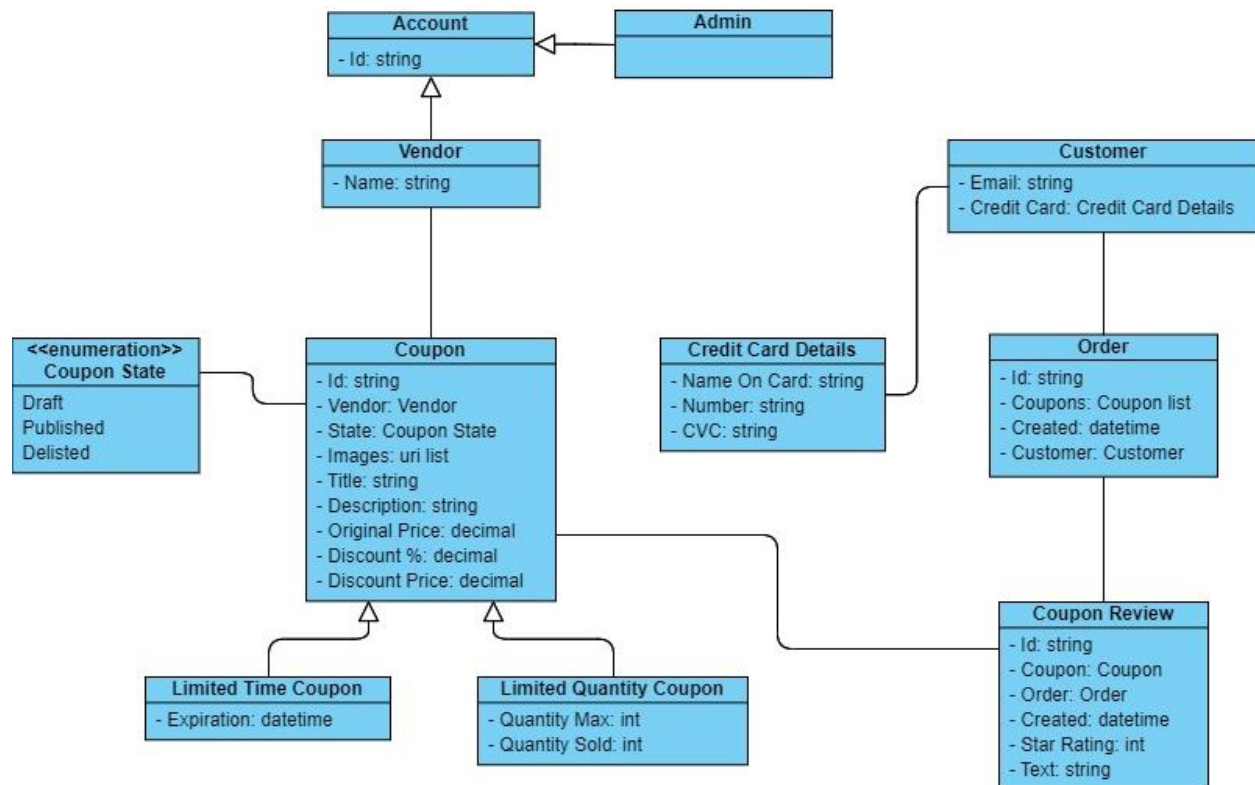 Account
- Id: string
Admin
Vendor
- Name: string
Customer
- Email: string
- Credit Card: Credit Card Details
<<enumeration>>
Coupon State
Draft
Published
Delisted
Coupon
- Id: string
- Vendor: Vendor
- State: Coupon State
- Images: uri list
- Title: string
- Description: string
- Original Price: decimal
- Discount %: decimal
- Discount Price: decimal
Credit Card Details
- Name On Card: string
- Number: string
- CVC: string
Order
- Id: string
- Coupons: Coupon list
- Created: datetime
- Customer: Customer
Limited Time Coupon
- Expiration: datetime
Limited Quantity Coupon
- Quantity Max: int
- Quantity Sold: int
Coupon Review
- Id: string
- Coupon: Coupon
- Order: Order
- Created: datetime
- Star Rating: int
- Text: string